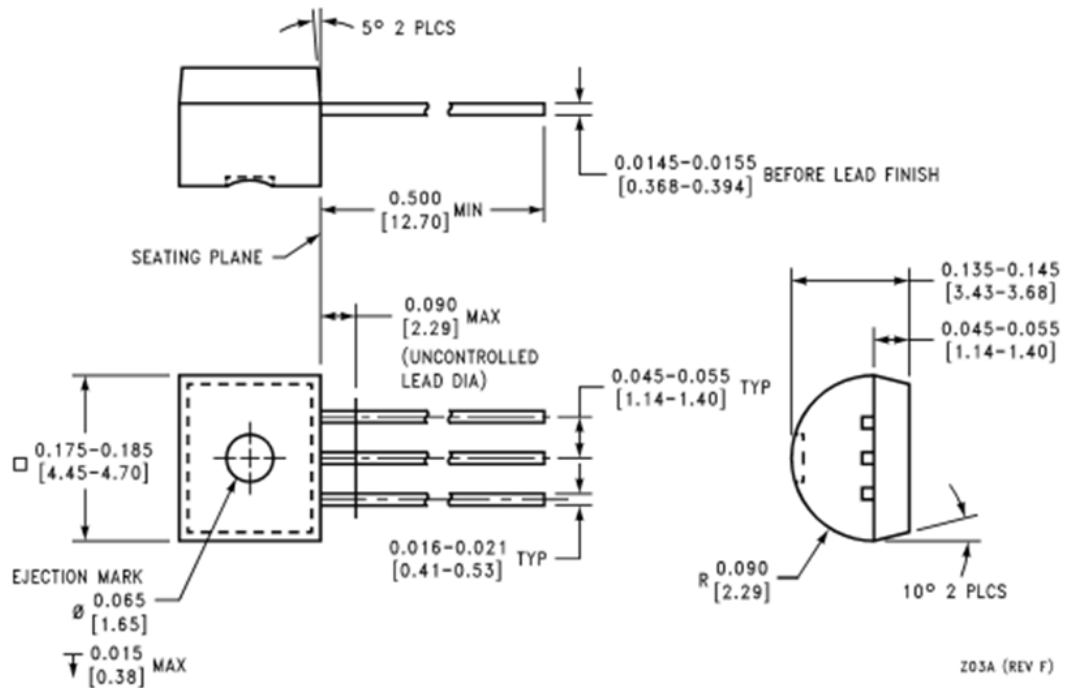 5° 2 PLCS
0.0145-0.0155
[0.368-0.394]
BEFORE LEAD FINISH
0.500
[12.70]
MIN
SEATING PLANE
0.090
[2.29]
MAX
(UNCONTROLLED
LEAD DIA)
0.135-0.145
[3.43-3.68]
0.045-0.055
[1.14-1.40]
0.045-0.055
[1.14-1.40]
TYP
0.175-0.185
[4.45-4.70]
0.016-0.021
[0.41-0.53]
TYP
EJECTION MARK
Ø 0.065
[1.65]
0.015
[0.38]
MAX
R 0.090
[2.29]
10° 2 PLCS
Z03A (REV F)